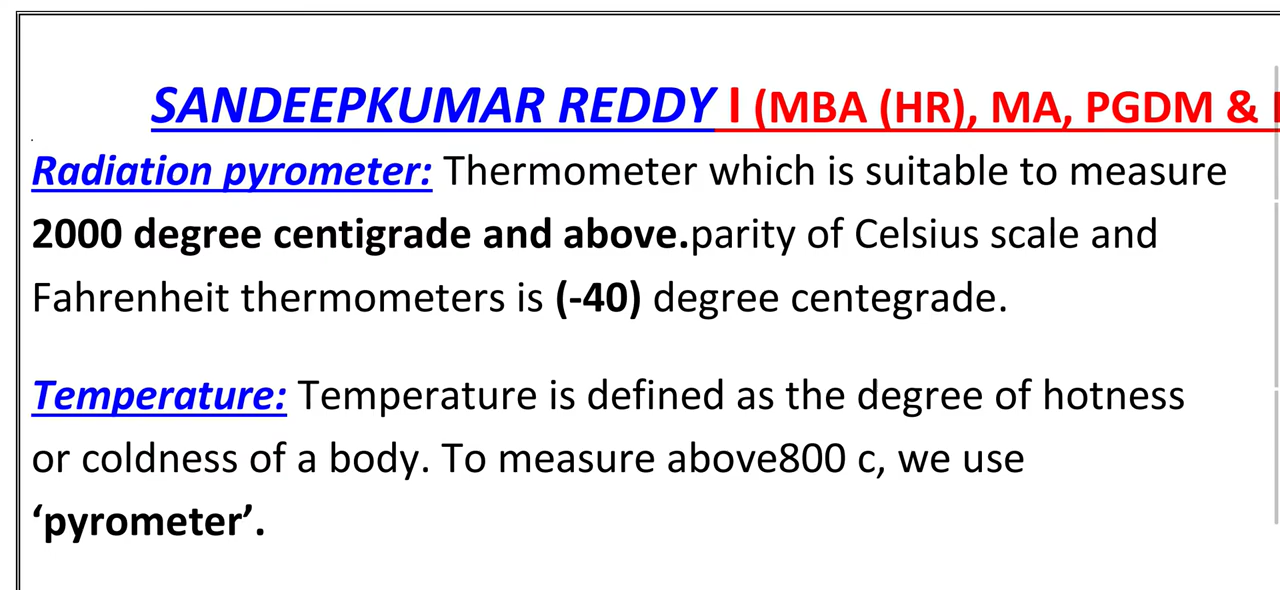 SANDEEPKUMAR REDDY l (MBA (HR), MA, PGDM &
Radiation pyrometer: Thermometer which is suitable to measure
2000 degree centigrade and above.parity of Celsius scale and
Fahrenheit thermometers is (-40) degree centegrade.
Temperature: Temperature is defined as the degree of hotness
or coldness of a body. To measure above800 c, we use
‘pyrometer’.